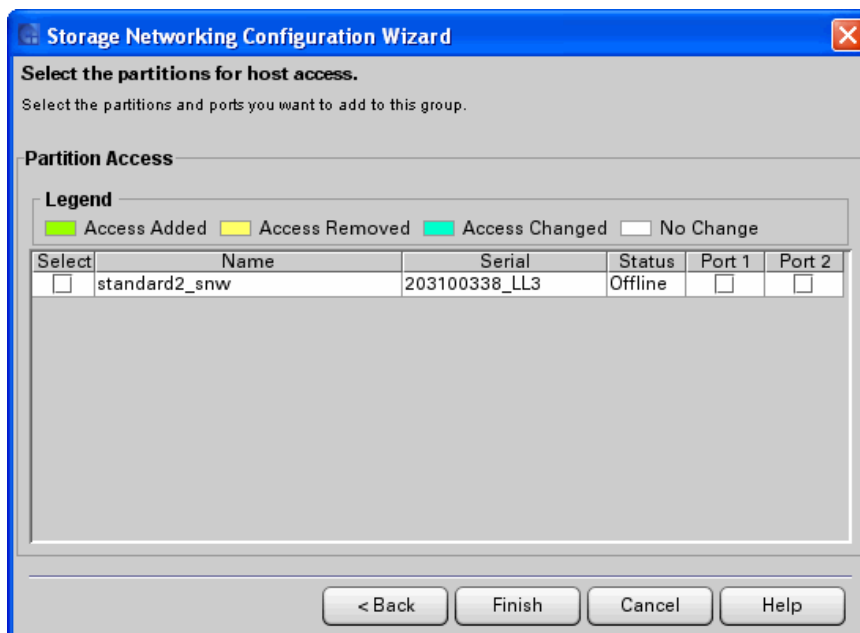 Storage Networking Configuration Wizard
Select the partitions for host access.
Select the partitions and ports you want to add to this group.
Partition Access
Legend
Access Added Access Removed Access Changed No Change
Select Name Serial Status Port 1 Port 2
standard2_snw 203100338_LL3 Offline
< Back Finish Cancel Help